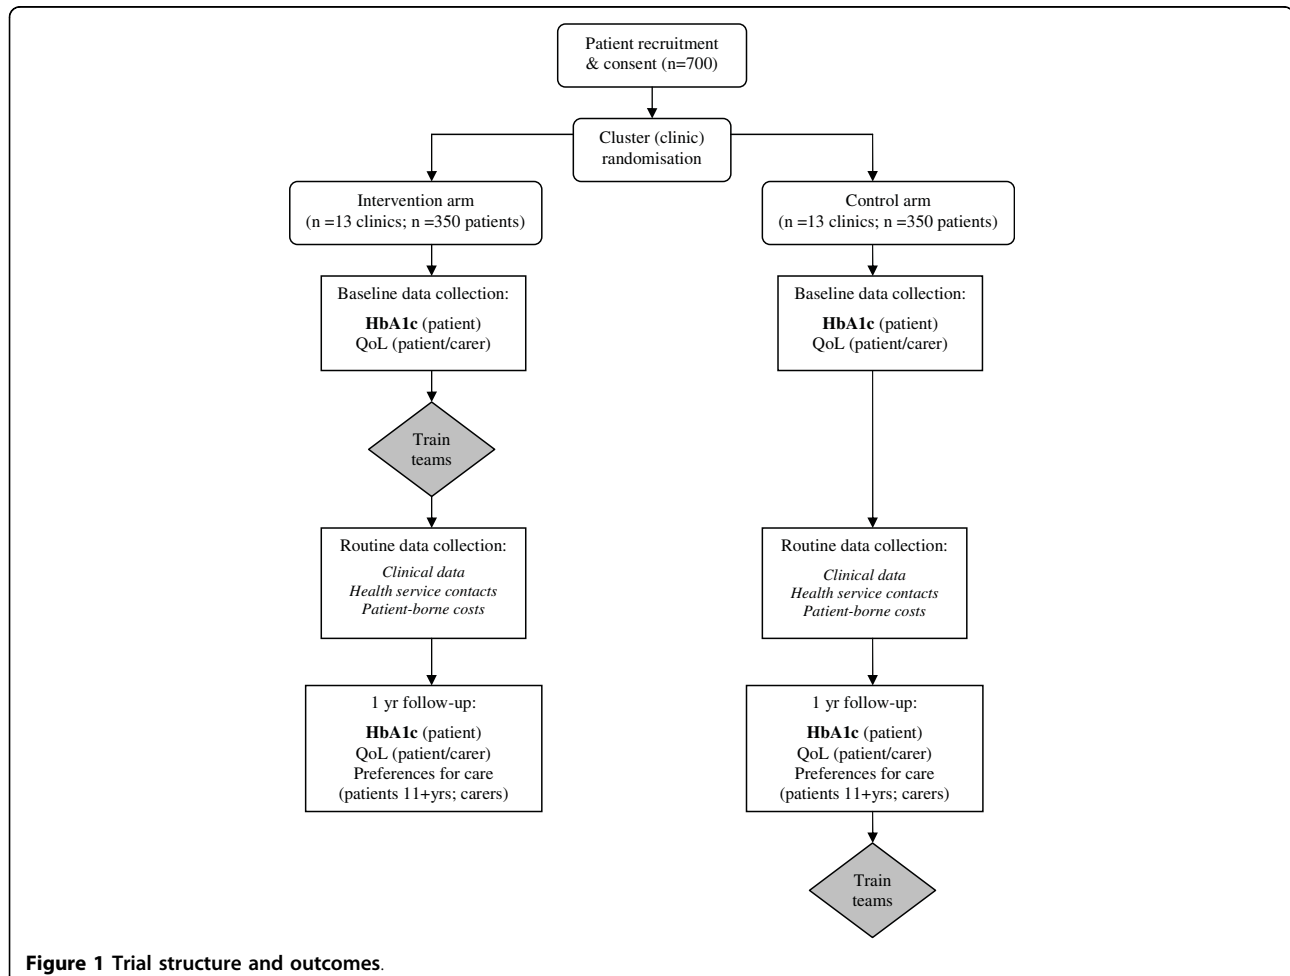 Patient recruitment
& consent (n=700)
Cluster (clinic)
randomisation
Intervention arm
(n =13 clinics; n =350 patients)
Control arm
(n =13 clinics; n =350 patients)
Baseline data collection:
HbA1c (patient)
QoL (patient/carer)
Baseline data collection:
HbA1c (patient)
QoL (patient/carer)
Train
teams
Routine data collection:
Clinical data
Health service contacts
Patient-borne costs
Routine data collection:
Clinical data
Health service contacts
Patient-borne costs
1 yr follow-up:
HbA1c (patient)
QoL (patient/carer)
Preferences for care
(patients 11+yrs; carers)
1 yr follow-up:
HbA1c (patient)
QoL (patient/carer)
Preferences for care
(patients 11+yrs; carers)
Train
teams
Figure 1 Trial structure and outcomes.